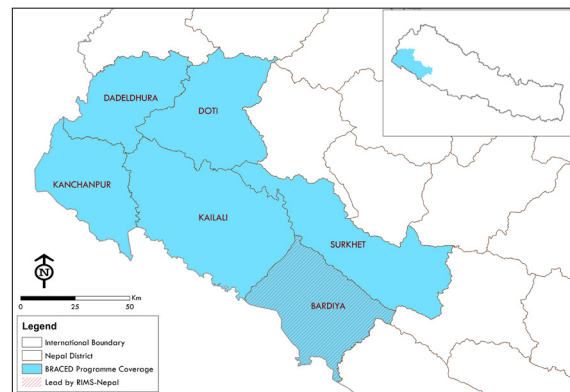 DADELDHURA
DOTI
KANCHANPUR
KAILALI
SURKHET
BARDIYA
N
Km
0 25 50
Legend
International Boundary
Nepal District
BRACED Programme Coverage
Lead by RIMS-Nepal